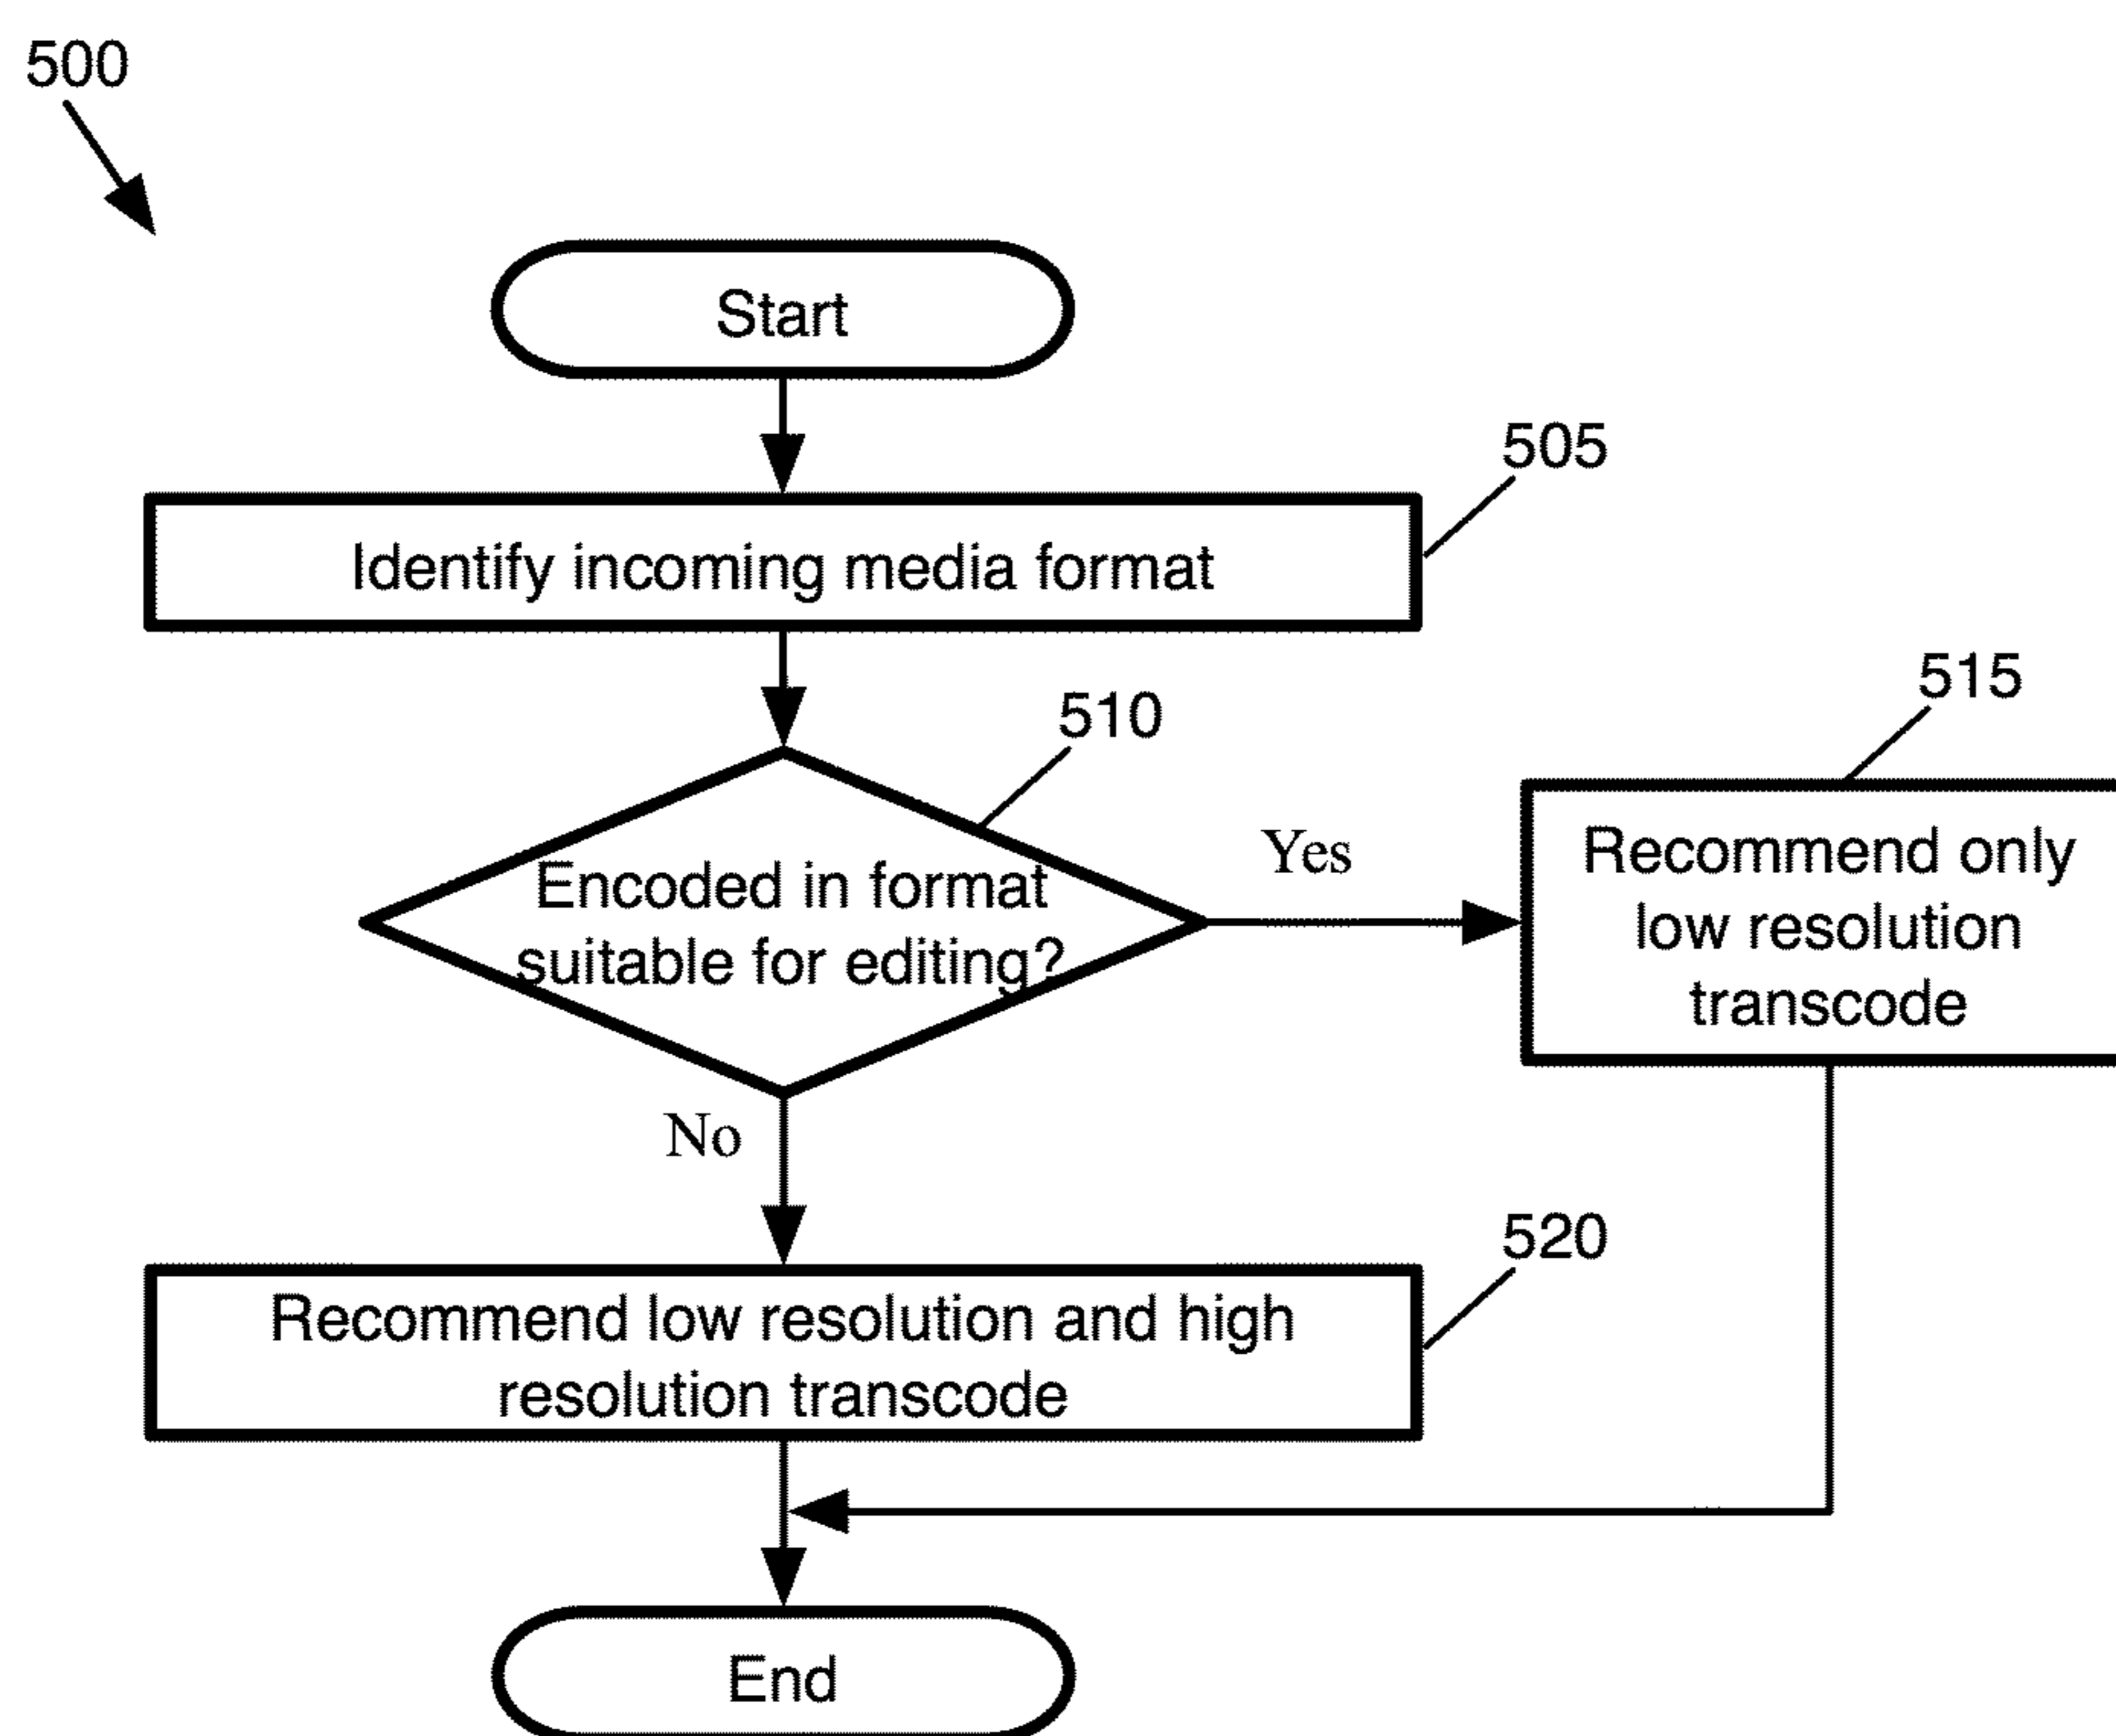 500
Start
505
Identify incoming media format
510
515
Encoded in format
suitable for editing?
Yes
Recommend only
low resolution
transcode
No
520
Recommend low resolution and high
resolution transcode
End